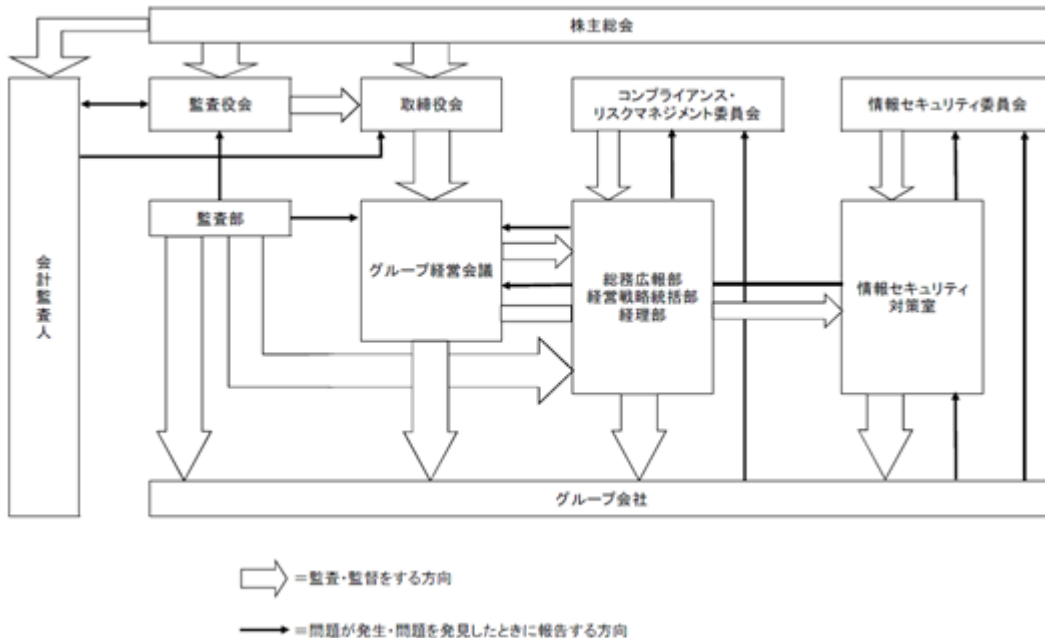 株主総会
監査役会
取締役会
コンプライアンス・
リスクマネジメント委員会
情報セキュリティ委員会
会計監査人
監査部
グループ経営会議
総務広報部
経営戦略統括部
経理部
情報セキュリティ
対策室
グループ会社
＝監査・監督をする方向
＝問題が発生・問題を発見したときに報告する方向